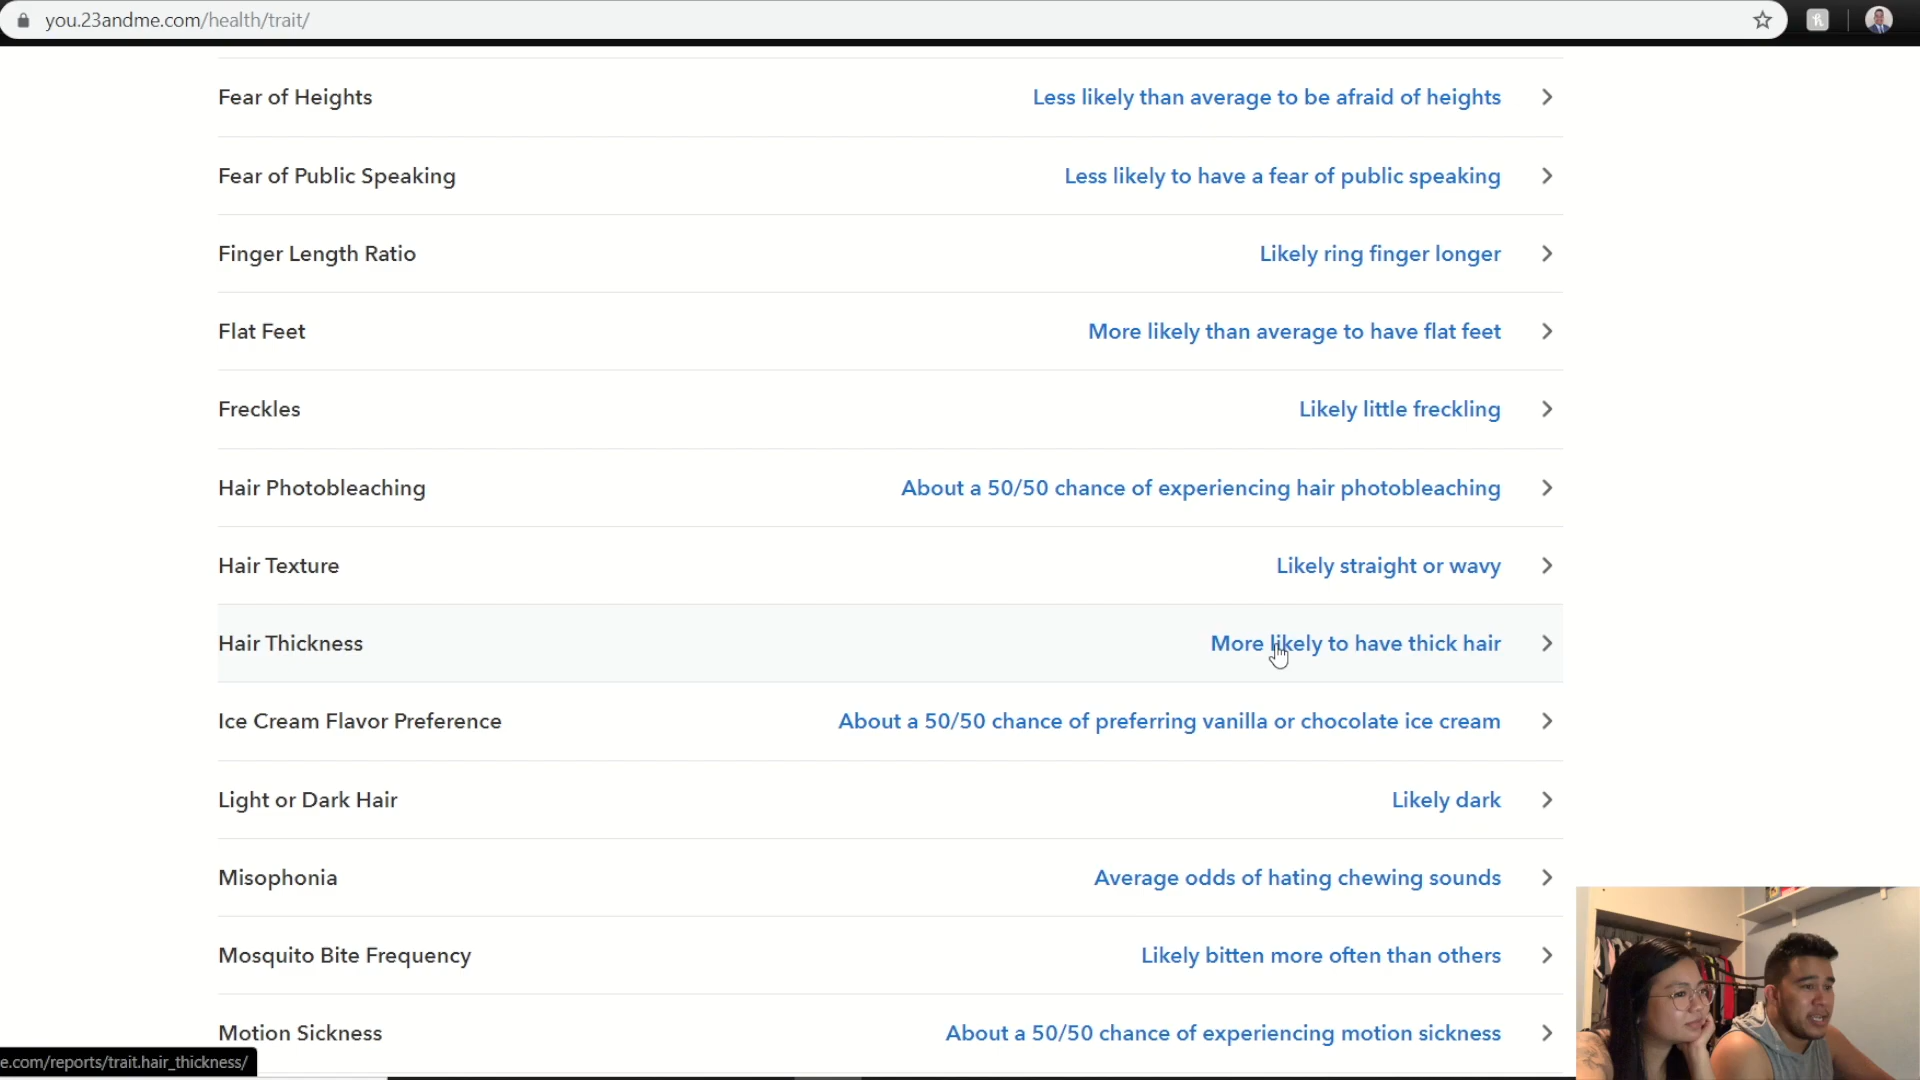 you.23andme.com/health/trait/
Fear of Heights Less likely than average to be afraid of heights
Fear of Public Speaking Less likely to have a fear of public speaking
Finger Length Ratio Likely ring finger longer
Flat Feet More likely than average to have flat feet
Freckles Likely little freckling
Hair Photobleaching About a 50/50 chance of experiencing hair photobleaching
Hair Texture Likely straight or wavy
Hair Thickness More likely to have thick hair
Ice Cream Flavor Preference About a 50/50 chance of preferring vanilla or chocolate ice cream
Light or Dark Hair Likely dark
Misophonia Average odds of hating chewing sounds
Mosquito Bite Frequency Likely bitten more often than others
Motion Sickness About a 50/50 chance of experiencing motion sickness
e.com/reports/trait.hair_thickness/